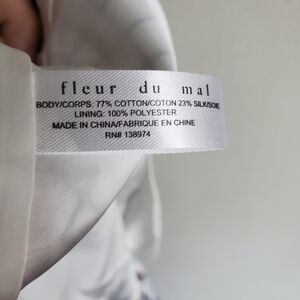 fleur du mal
BODY/CORPS: 77% COTTON/COTON 23% SILK/SOIE
LINING: 100% POLYESTER
MADE IN CHINA/FABRIQUE EN CHINE
RN# 138974